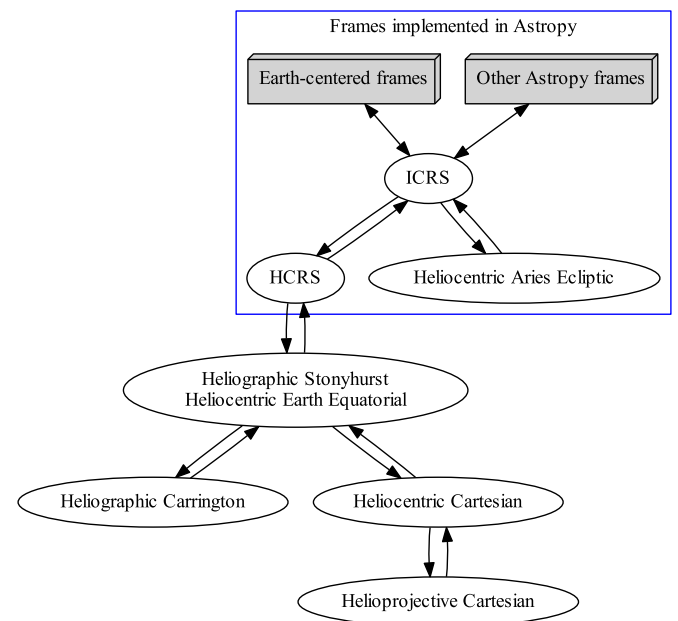 Frames implemented in Astropy
Earth-centered frames
Other Astropy frames
ICRS
HCRS
Heliocentric Aries Ecliptic
Heliographic Stonyhurst
Heliocentric Earth Equatorial
Heliographic Carrington
Heliocentric Cartesian
Helioprojective Cartesian